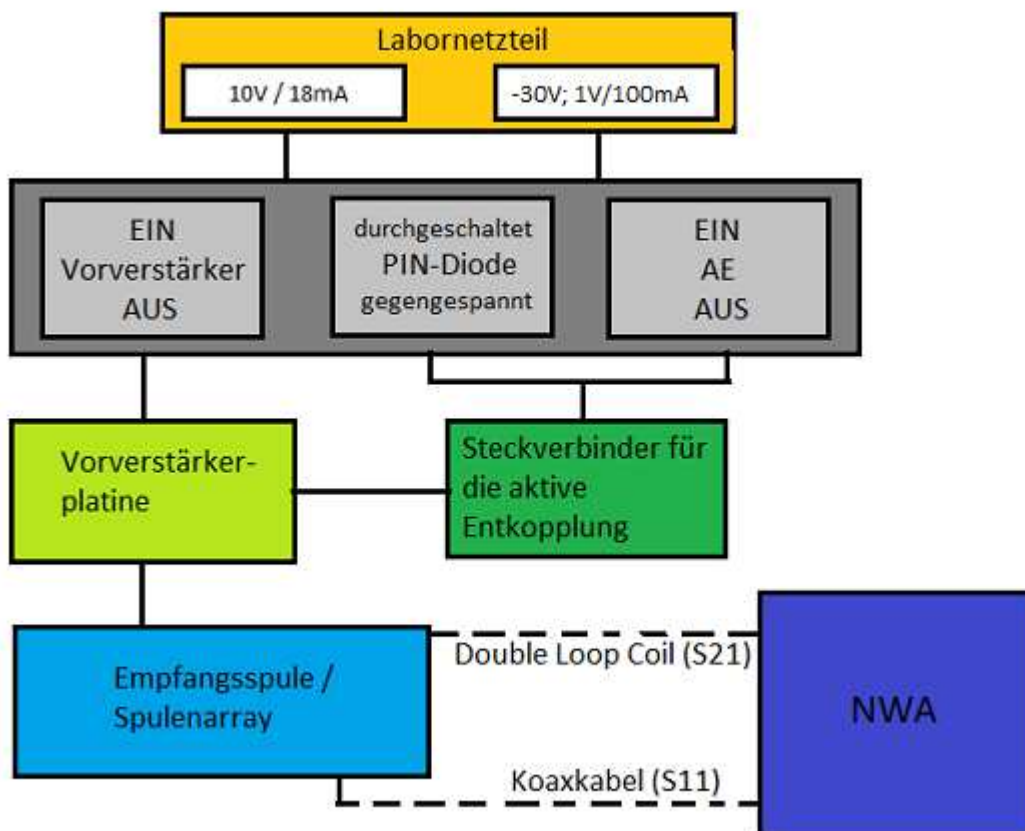 Labornetzteil
10V / 18mA
-30V; 1V/100mA
EIN
Vorverstärker
AUS
durchgeschaltet
PIN-Diode
gegengespannt
EIN
AE
AUS
Vorverstärker-
platine
Steckverbinder für
die aktive
Entkopplung
Empfangsspule /
Spulenarray
Double Loop Coil (S21)
NWA
Koaxkabel (S11)